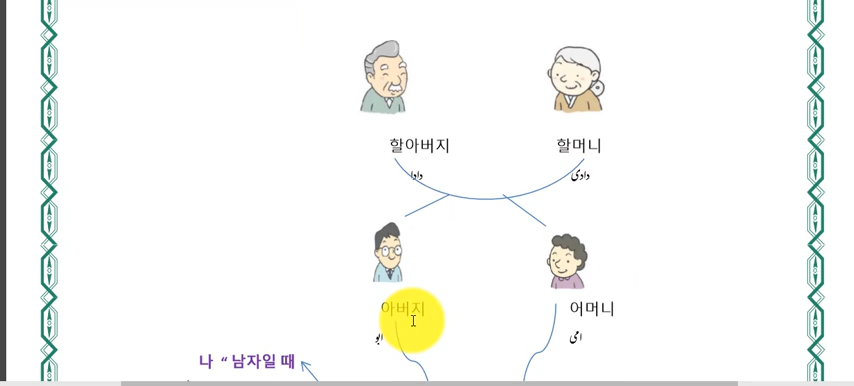 할아버지 할머니
دادا دادی
아버지 어머니
ابو امی
나 “ 남자일 때